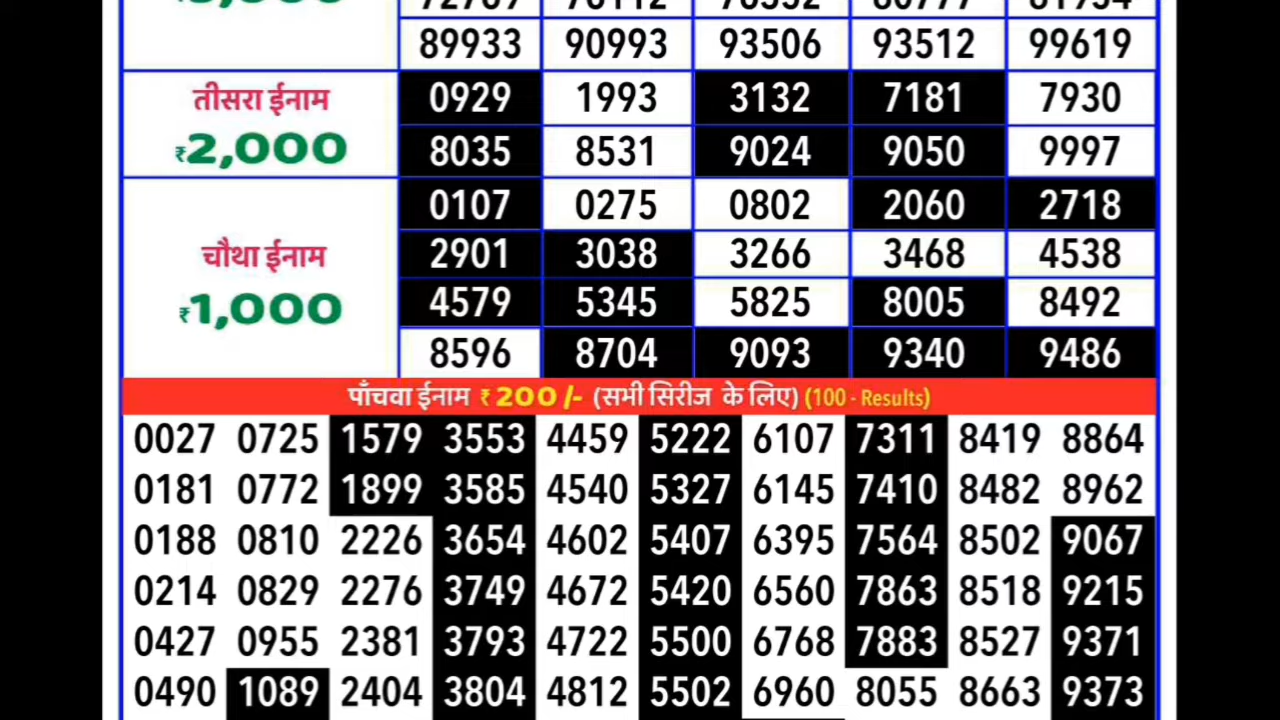 89933 90993 93506 93512 99619
तीसरा ईनाम
₹2,000
0929 1993 3132 7181 7930
8035 8531 9024 9050 9997
चौथा ईनाम
₹1,000
0107 0275 0802 2060 2718
2901 3038 3266 3468 4538
4579 5345 5825 8005 8492
8596 8704 9093 9340 9486
पाँचवा ईनाम ₹ 200/- (सभी सिरीज के लिए) (100 - Results)
0027 0725 1579 3553 4459 5222 6107 7311 8419 8864
0181 0772 1899 3585 4540 5327 6145 7410 8482 8962
0188 0810 2226 3654 4602 5407 6395 7564 8502 9067
0214 0829 2276 3749 4672 5420 6560 7863 8518 9215
0427 0955 2381 3793 4722 5500 6768 7883 8527 9371
0490 1089 2404 3804 4812 5502 6960 8055 8663 9373